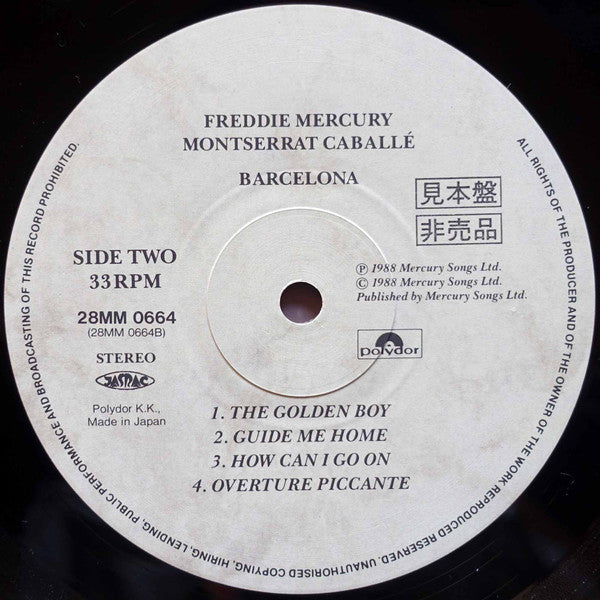 FREDDIE MERCURY
MONTSERRAT CABALLÉ
BARCELONA
見本盤
非売品
SIDE TWO
33RPM
28MM 0664
(28MM 0664B)
STEREO
JASRAC
Polydor K.K.,
Made in Japan
Ⓟ 1988 Mercury Songs Ltd.
© 1988 Mercury Songs Ltd.
Published by Mercury Songs Ltd.
polydor
1. THE GOLDEN BOY
2. GUIDE ME HOME
3. HOW CAN I GO ON
4. OVERTURE PICCANTE
ALL RIGHTS OF THE PRODUCER AND OF THE OWNER OF THE WORK REPRODUCED RESERVED. UNAUTHORISED COPYING, HIRING, LENDING, PUBLIC PERFORMANCE AND BROADCASTING OF THIS RECORD PROHIBITED.